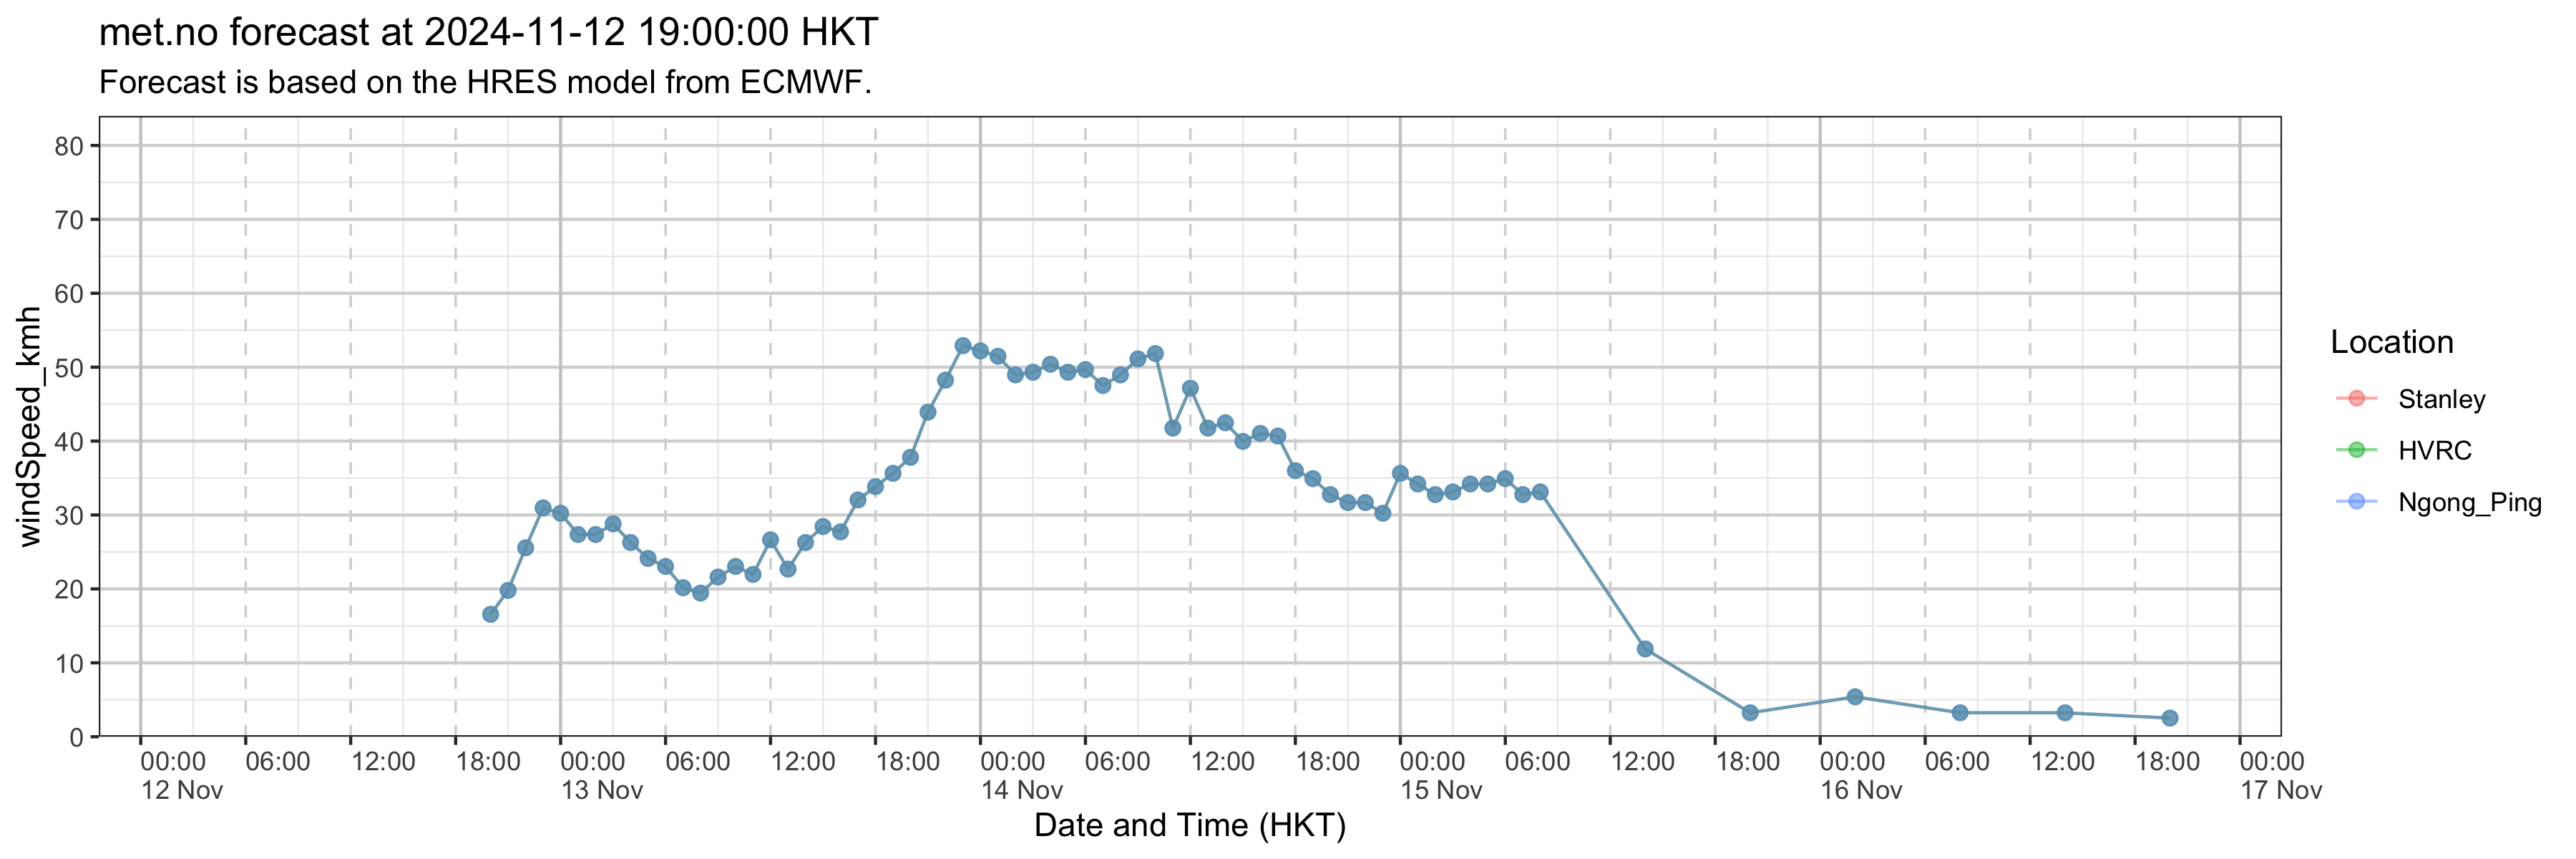 met.no forecast at 2024-11-12 19:00:00 HKT
Forecast is based on the HRES model from ECMWF.
windSpeed_kmh
80
70
60
50
40
30
20
10
0
00:00 06:00 12:00 18:00 00:00 06:00 12:00 18:00 00:00 06:00 12:00 18:00 00:00 06:00 12:00 18:00 00:00 06:00 12:00 18:00 00:00
12 Nov 13 Nov 14 Nov 15 Nov 16 Nov 17 Nov
Date and Time (HKT)
Location
Stanley
HVRC
Ngong_Ping